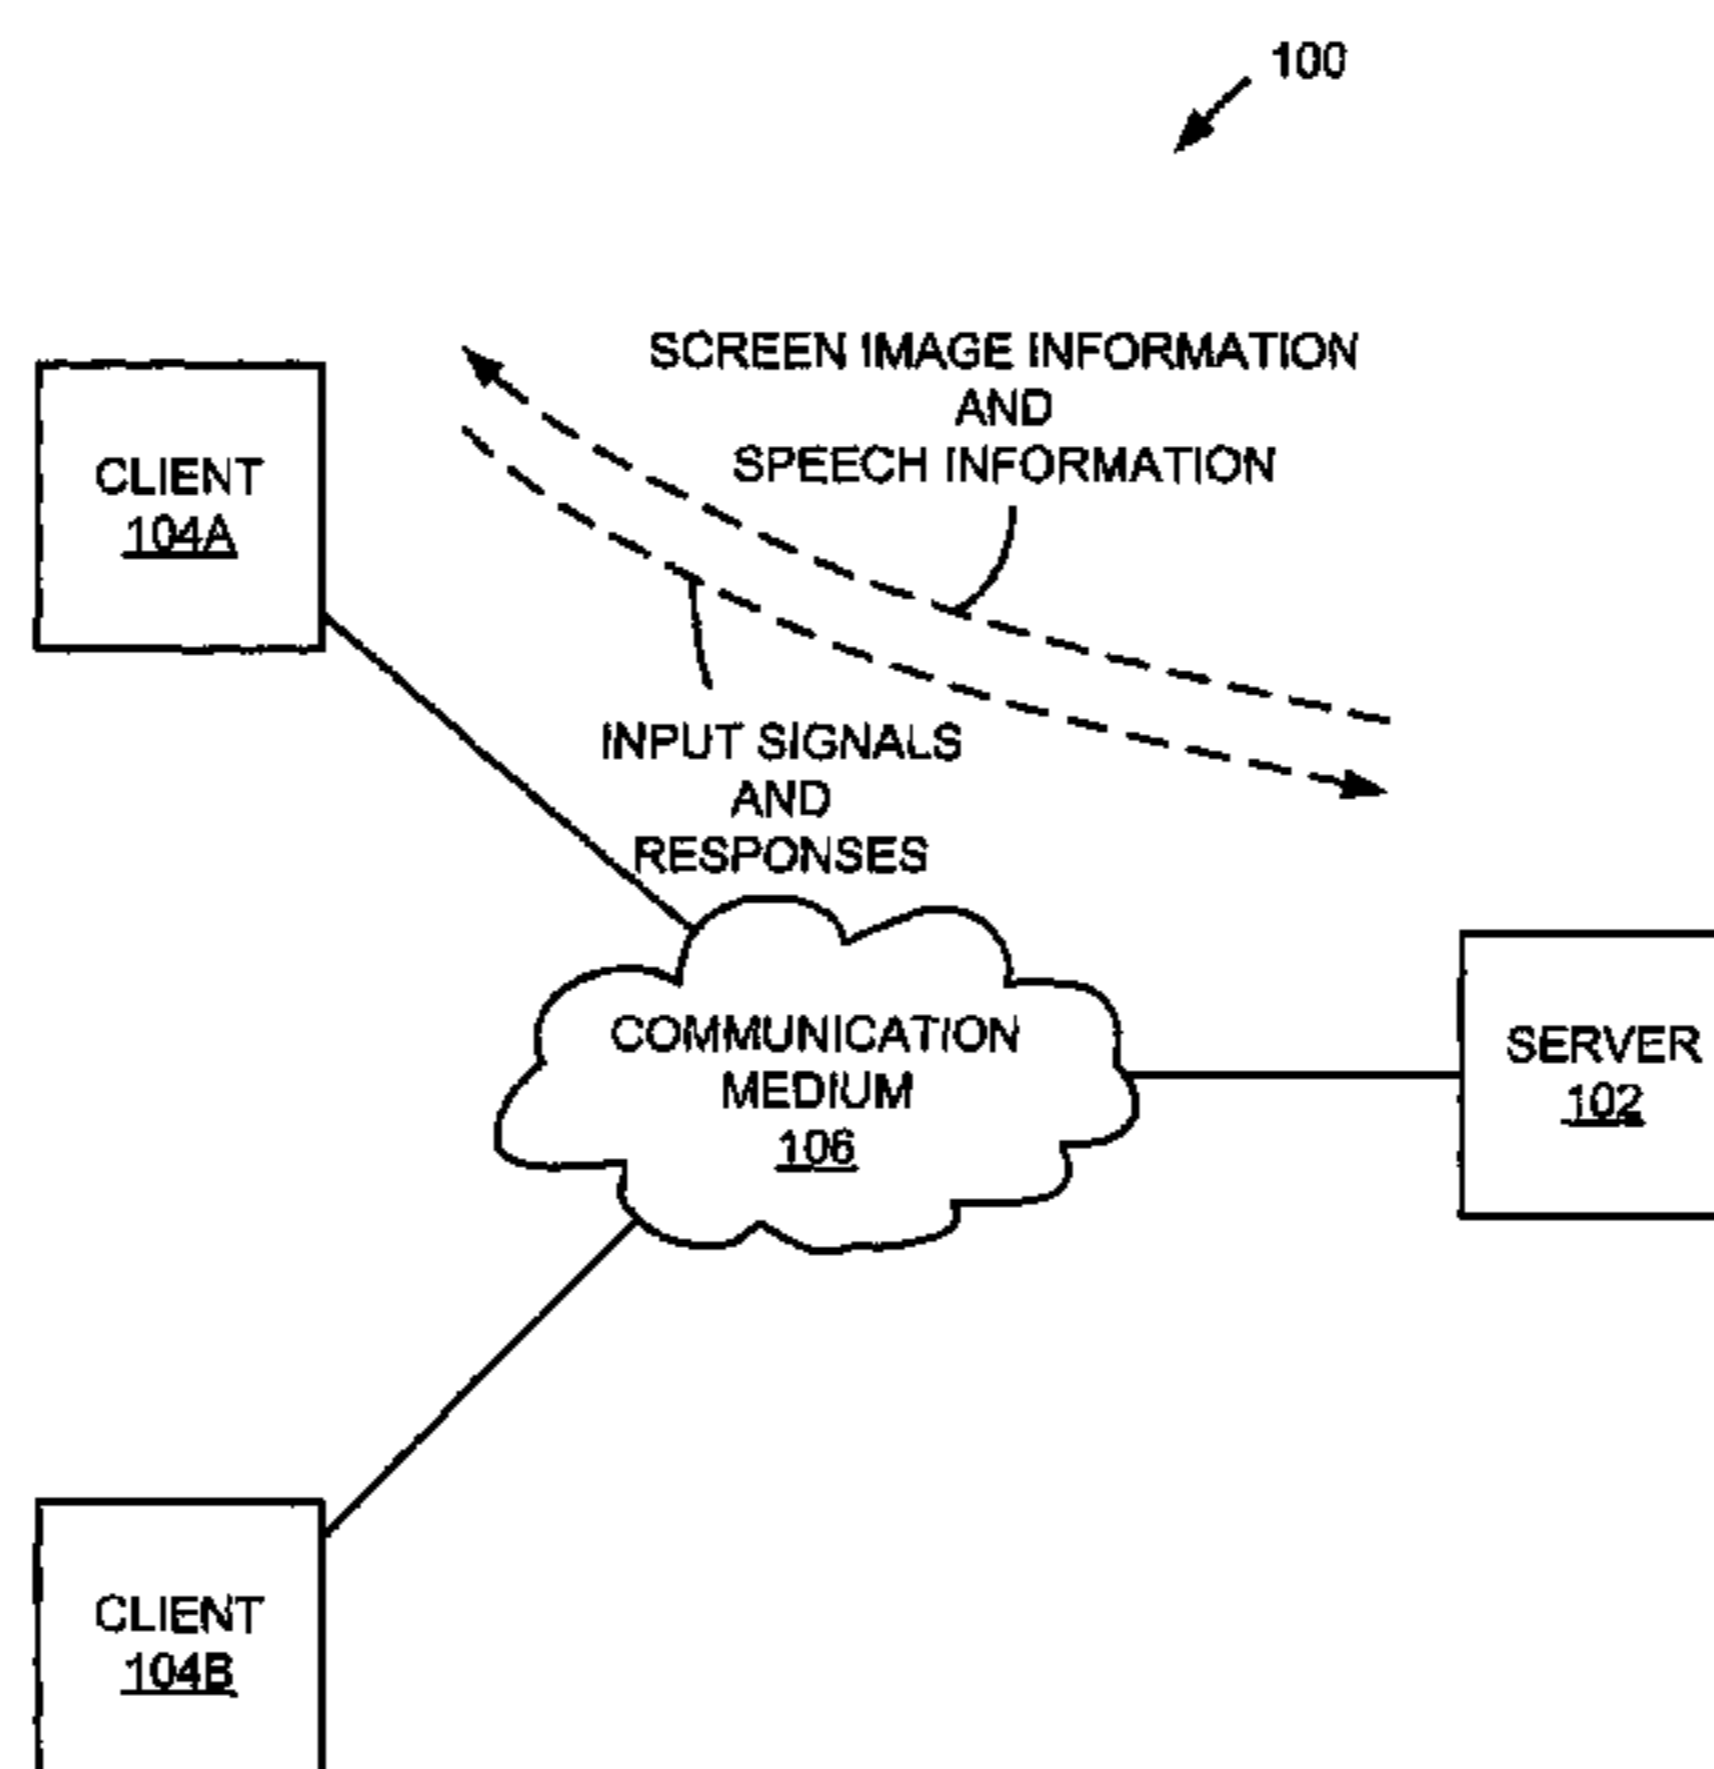 100
SCREEN IMAGE INFORMATION
AND
SPEECH INFORMATION
CLIENT
104A
INPUT SIGNALS
AND
RESPONSES
COMMUNICATION
MEDIUM
106
SERVER
102
CLIENT
104B